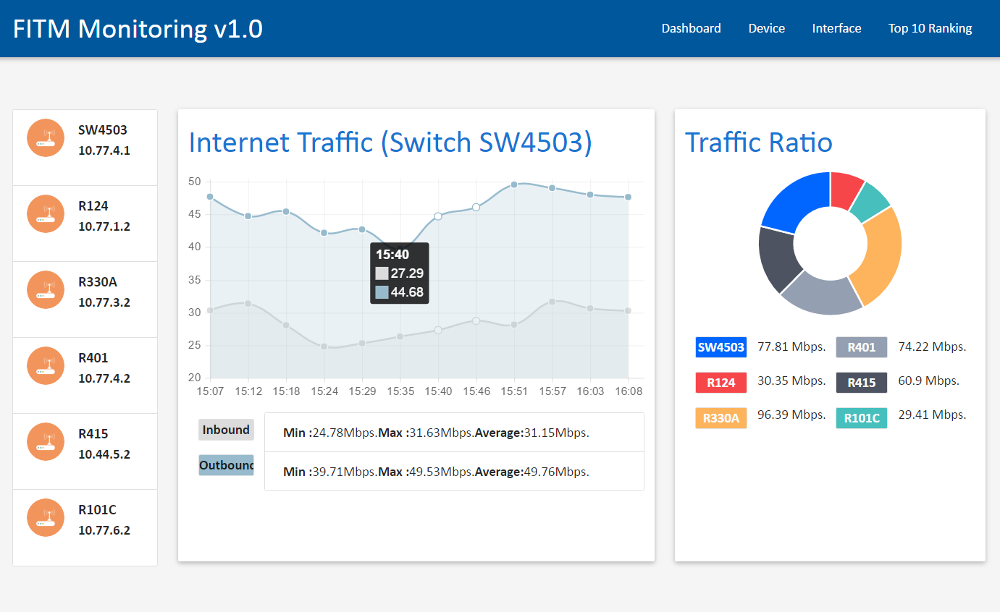 FITM Monitoring v1.0
Dashboard Device Interface Top 10 Ranking
SW4503
10.77.4.1
R124
10.77.1.2
R330A
10.77.3.2
R401
10.77.4.2
R415
10.44.5.2
R101C
10.77.6.2
Internet Traffic (Switch SW4503)
50
45
40
35
30
25
20
15:07 15:12 15:18 15:24 15:29 15:35 15:40 15:46 15:51 15:57 16:03 16:08
15:40
27.29
44.68
Inbound
Min :24.78Mbps.Max :31.63Mbps.Average:31.15Mbps.
Outbound
Min :39.71Mbps.Max :49.53Mbps.Average:49.76Mbps.
Traffic Ratio
SW4503 77.81 Mbps. R401 74.22 Mbps.
R124 30.35 Mbps. R415 60.9 Mbps.
R330A 96.39 Mbps. R101C 29.41 Mbps.